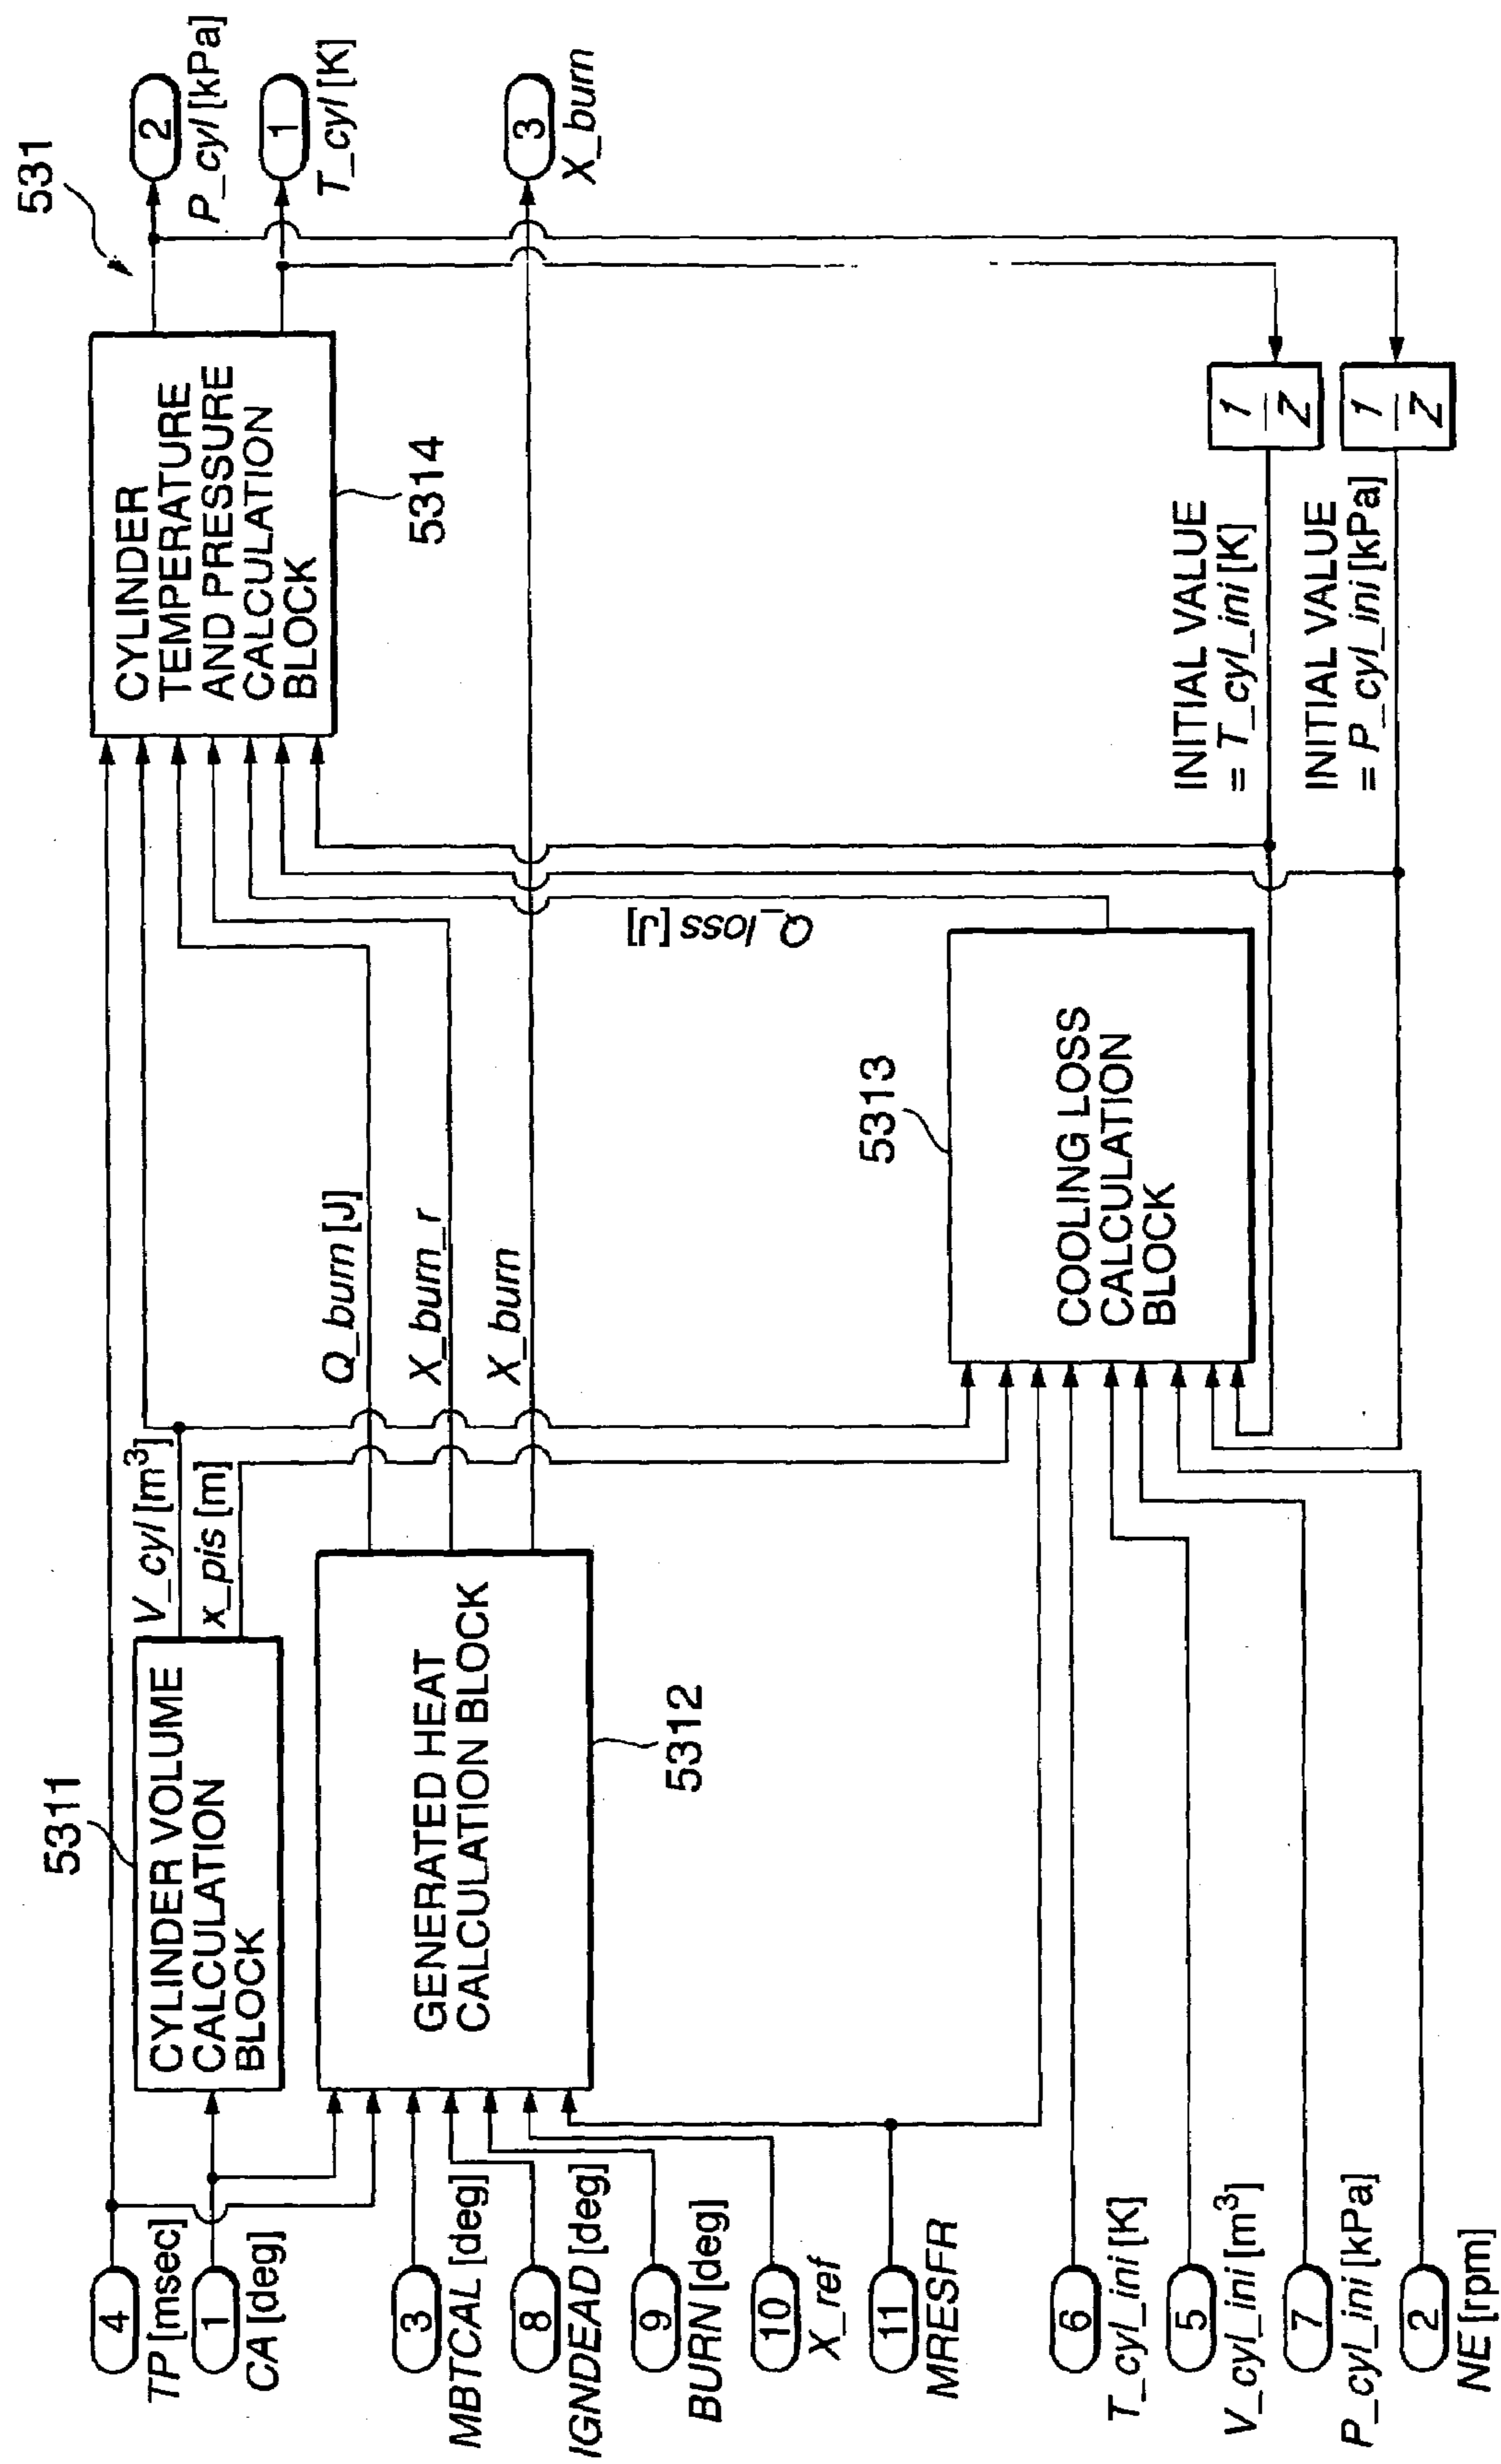 531
4
TP [msec]
1
CA [deg]
3
MBTCAL [deg]
8
IGNDEAD [deg]
9
BURN [deg]
10
X_ref
11
MRESFR
6
T_cyl_ini [K]
5
V_cyl_ini [m³]
7
P_cyl_ini [kPa]
2
NE [rpm]
5311
CYLINDER VOLUME
CALCULATION
BLOCK
V_cyl [m³]
x_pis [m]
GENERATED HEAT
CALCULATION BLOCK
5312
Q_burn [J]
X_burn_r
X_burn
5313
COOLING LOSS
CALCULATION
BLOCK
Q_loss [J]
CYLINDER
TEMPERATURE
AND PRESSURE
CALCULATION
BLOCK
5314
INITIAL VALUE
= T_cyl_ini [K]
INITIAL VALUE
= P_cyl_ini [kPa]
1
Z
1
Z
2
P_cyl [kPa]
1
T_cyl [K]
3
X_burn